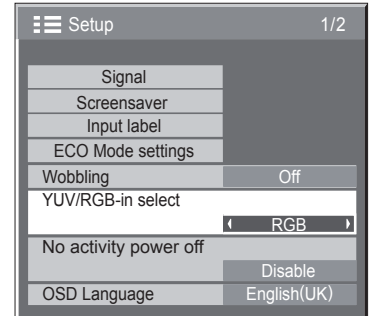 Setup 1/2
Signal
Screensaver
Input label
ECO Mode settings
Wobbling Off
YUV/RGB-in select
RGB
No activity power off
Disable
OSD Language English(UK)